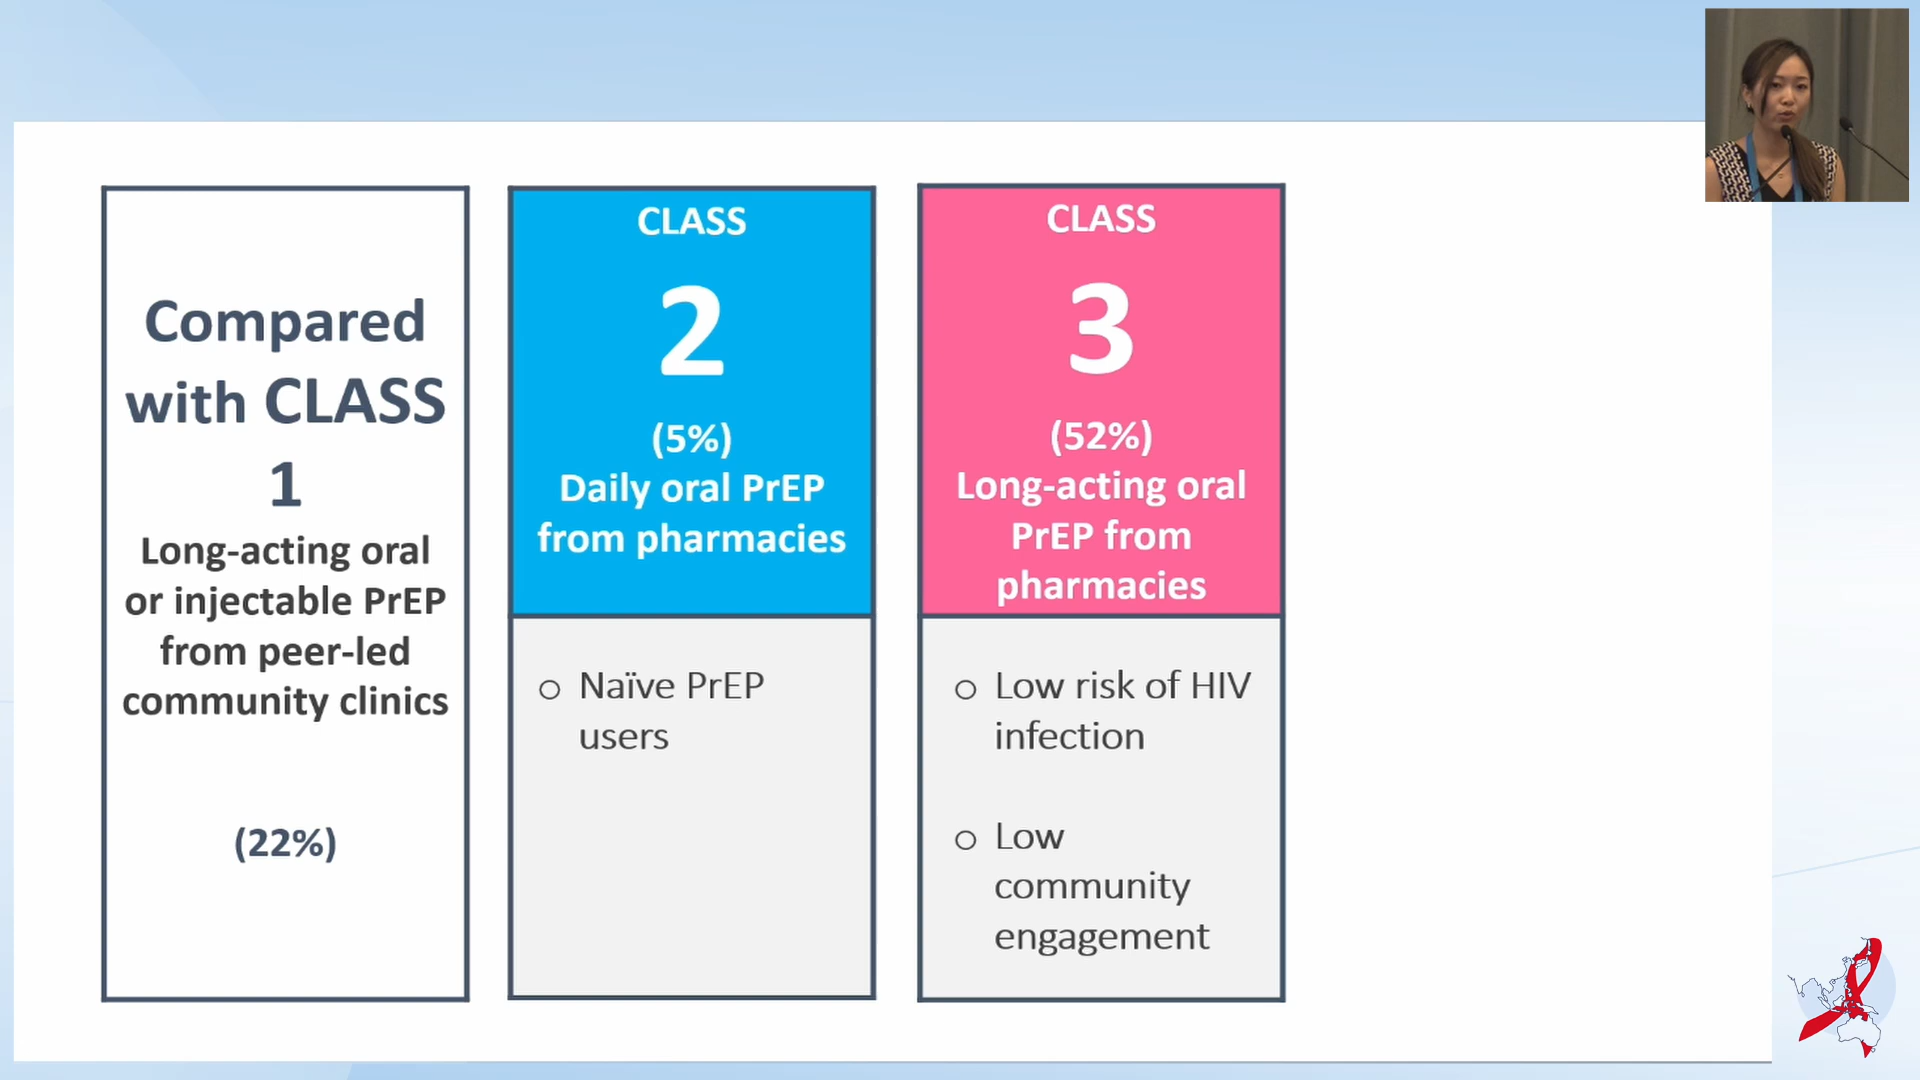 Compared
with CLASS
1
Long-acting oral
or injectable PrEP
from peer-led
community clinics
(22%)
CLASS
2
(5%)
Daily oral PrEP
from pharmacies
○ Naïve PrEP
users
CLASS
3
(52%)
Long-acting oral
PrEP from
pharmacies
○ Low risk of HIV
infection
○ Low
community
engagement